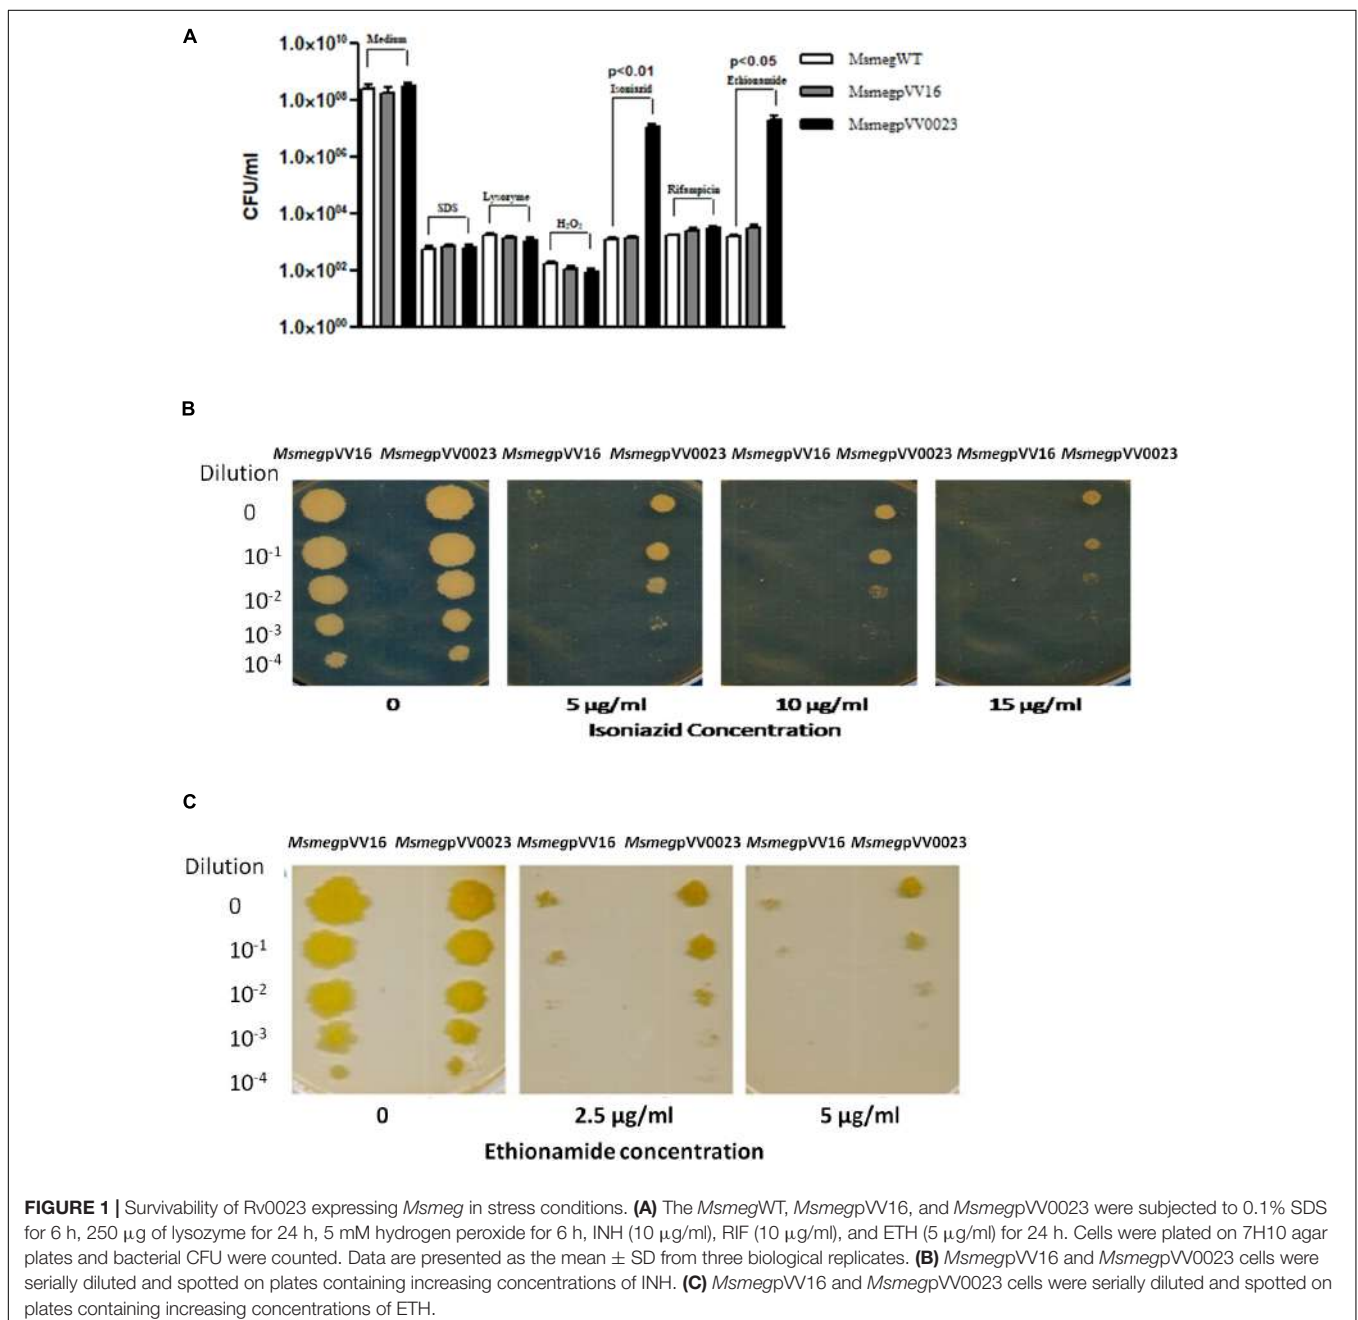 A
1.0×10¹⁰
1.0×10⁰⁸
1.0×10⁰⁶
1.0×10⁰⁴
1.0×10⁰²
1.0×10⁰⁰
CFU/ml
Medium
SDS
Lysozyme
H₂O₂
p<0.01
Isoniazid
Rifampicin
p<0.05
Ethionamide
MsmegWT
MsmegpVV16
MsmegpVV0023
B
MsmegpVV16 MsmegpVV0023 MsmegpVV16 MsmegpVV0023 MsmegpVV16 MsmegpVV0023 MsmegpVV16 MsmegpVV0023
Dilution
0
10⁻¹
10⁻²
10⁻³
10⁻⁴
0 5 µg/ml 10 µg/ml 15 µg/ml
Isoniazid Concentration
C
MsmegpVV16 MsmegpVV0023 MsmegpVV16 MsmegpVV0023 MsmegpVV16 MsmegpVV0023
Dilution
0
10⁻¹
10⁻²
10⁻³
10⁻⁴
0 2.5 µg/ml 5 µg/ml
Ethionamide concentration
FIGURE 1 | Survivability of Rv0023 expressing Msmeg in stress conditions. (A) The MsmegWT, MsmegpVV16, and MsmegpVV0023 were subjected to 0.1% SDS
for 6 h, 250 µg of lysozyme for 24 h, 5 mM hydrogen peroxide for 6 h, INH (10 µg/ml), RIF (10 µg/ml), and ETH (5 µg/ml) for 24 h. Cells were plated on 7H10 agar
plates and bacterial CFU were counted. Data are presented as the mean ± SD from three biological replicates. (B) MsmegpVV16 and MsmegpVV0023 cells were
serially diluted and spotted on plates containing increasing concentrations of INH. (C) MsmegpVV16 and MsmegpVV0023 cells were serially diluted and spotted on
plates containing increasing concentrations of ETH.